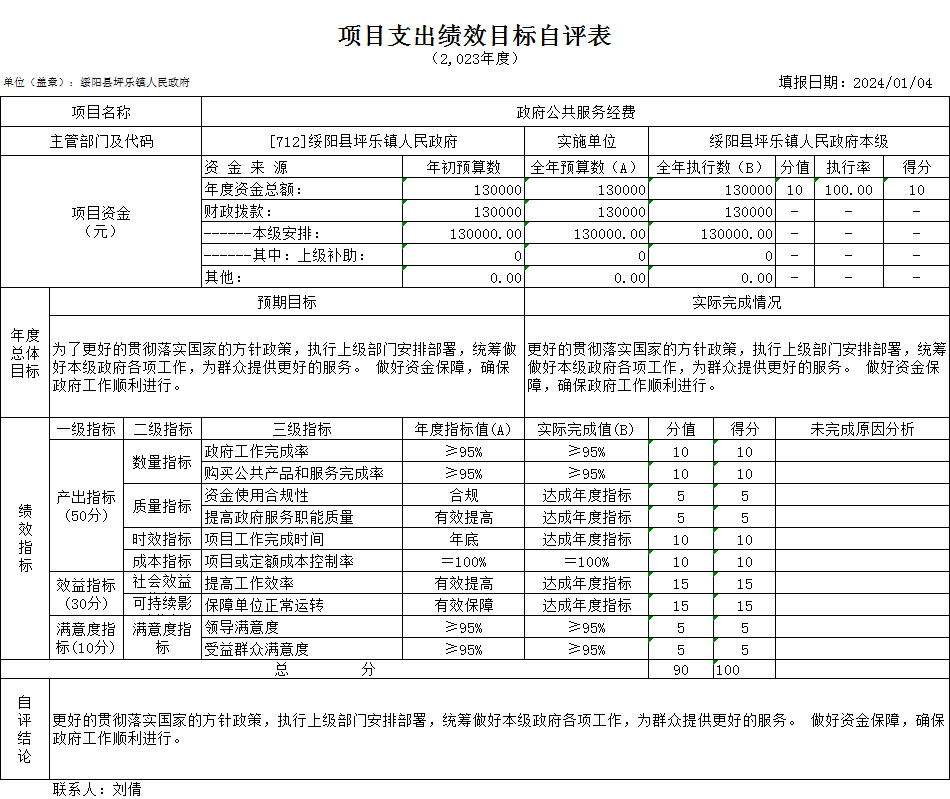 项目支出绩效目标自评表
（2,023年度）
单位（盖章）：绥阳县坪乐镇人民政府 填报日期：2024/01/04
项目名称 政府公共服务经费
主管部门及代码 [712]绥阳县坪乐镇人民政府 实施单位 绥阳县坪乐镇人民政府本级
项目资金
（元）
资 金 来 源 年初预算数 全年预算数（A） 全年执行数（B） 分值 执行率 得分
年度资金总额： 130000 130000 130000 10 100.00 10
财政拨款： 130000 130000 130000 － － －
------本级安排： 130000.00 130000.00 130000.00 － － －
------其中：上级补助： 0 0 0 － － －
其他： 0.00 0.00 0.00 － － －
年度
总体
目标
预期目标 实际完成情况
为了更好的贯彻落实国家的方针政策，执行上级部门安排部署，统筹做
好本级政府各项工作，为群众提供更好的服务。 做好资金保障，确保
政府工作顺利进行。
更好的贯彻落实国家的方针政策，执行上级部门安排部署，统筹
做好本级政府各项工作，为群众提供更好的服务。 做好资金保
障，确保政府工作顺利进行。
绩
效
指
标
一级指标 二级指标 三级指标 年度指标值(A) 实际完成值(B) 分值 得分 未完成原因分析
产出指标
(50分)
数量指标
政府工作完成率 ≥95% ≥95% 10 10
购买公共产品和服务完成率 ≥95% ≥95% 10 10
质量指标
资金使用合规性 合规 达成年度指标 5 5
提高政府服务职能质量 有效提高 达成年度指标 5 5
时效指标 项目工作完成时间 年底 达成年度指标 10 10
成本指标 项目或定额成本控制率 ＝100% ＝100% 10 10
效益指标
(30分)
社会效益 提高工作效率 有效提高 达成年度指标 15 15
可持续影 保障单位正常运转 有效保障 达成年度指标 15 15
满意度指
标(10分)
满意度指
标
领导满意度 ≥95% ≥95% 5 5
受益群众满意度 ≥95% ≥95% 5 5
总 分 90 100
自
评
结
论
更好的贯彻落实国家的方针政策，执行上级部门安排部署，统筹做好本级政府各项工作，为群众提供更好的服务。 做好资金保障，确保
政府工作顺利进行。
联系人：刘倩